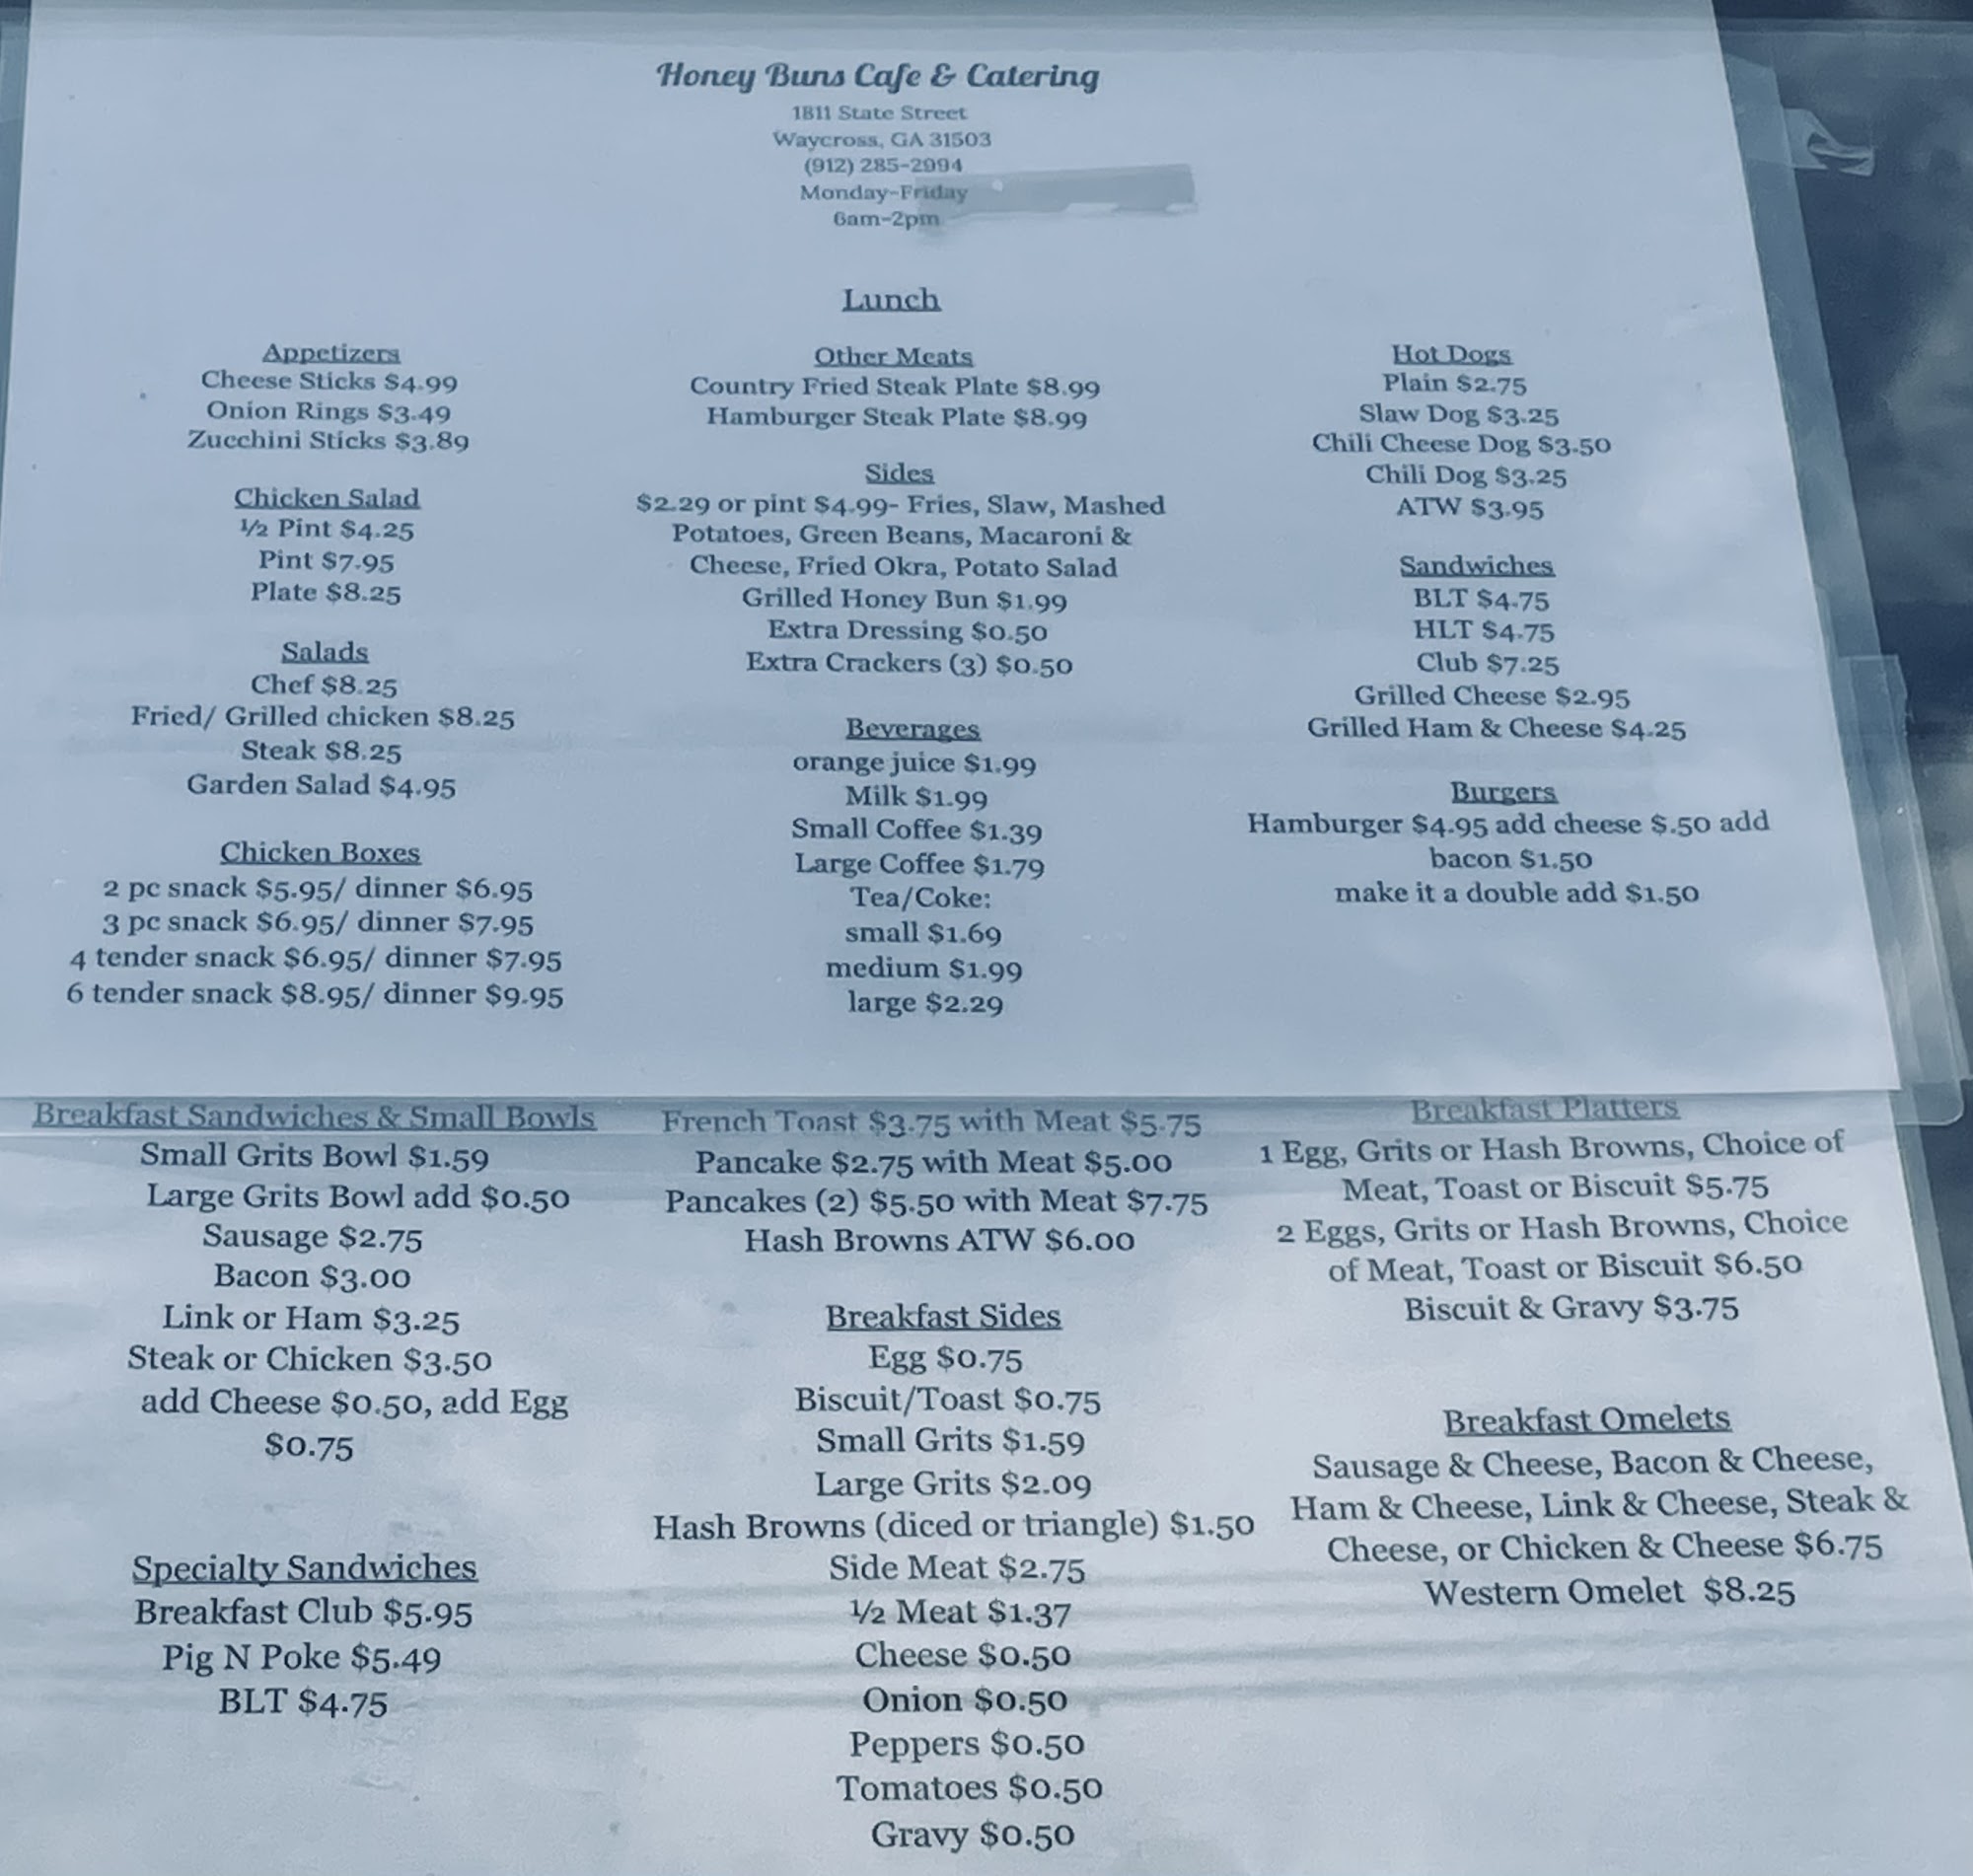 Honey Buns Cafe & Catering
1811 State Street
Waycross, GA 31503
(912) 285-2994
Monday-Friday
6am-2pm
Lunch
Appetizers
Cheese Sticks $4.99
Onion Rings $3.49
Zucchini Sticks $3.89
Chicken Salad
½ Pint $4.25
Pint $7.95
Plate $8.25
Salads
Chef $8.25
Fried/ Grilled chicken $8.25
Steak $8.25
Garden Salad $4.95
Chicken Boxes
2 pc snack $5.95/ dinner $6.95
3 pc snack $6.95/ dinner $7.95
4 tender snack $6.95/ dinner $7.95
6 tender snack $8.95/ dinner $9.95
Other Meats
Country Fried Steak Plate $8.99
Hamburger Steak Plate $8.99
Sides
$2.29 or pint $4.99- Fries, Slaw, Mashed
Potatoes, Green Beans, Macaroni &
Cheese, Fried Okra, Potato Salad
Grilled Honey Bun $1.99
Extra Dressing $0.50
Extra Crackers (3) $0.50
Beverages
orange juice $1.99
Milk $1.99
Small Coffee $1.39
Large Coffee $1.79
Tea/Coke:
small $1.69
medium $1.99
large $2.29
Hot Dogs
Plain $2.75
Slaw Dog $3.25
Chili Cheese Dog $3.50
Chili Dog $3.25
ATW $3.95
Sandwiches
BLT $4.75
HLT $4.75
Club $7.25
Grilled Cheese $2.95
Grilled Ham & Cheese $4.25
Burgers
Hamburger $4.95 add cheese $.50 add
bacon $1.50
make it a double add $1.50
Breakfast Sandwiches & Small Bowls
Small Grits Bowl $1.59
Large Grits Bowl add $0.50
Sausage $2.75
Bacon $3.00
Link or Ham $3.25
Steak or Chicken $3.50
add Cheese $0.50, add Egg
$0.75
Specialty Sandwiches
Breakfast Club $5.95
Pig N Poke $5.49
BLT $4.75
French Toast $3.75 with Meat $5.75
Pancake $2.75 with Meat $5.00
Pancakes (2) $5.50 with Meat $7.75
Hash Browns ATW $6.00
Breakfast Sides
Egg $0.75
Biscuit/Toast $0.75
Small Grits $1.59
Large Grits $2.09
Hash Browns (diced or triangle) $1.50
Side Meat $2.75
½ Meat $1.37
Cheese $0.50
Onion $0.50
Peppers $0.50
Tomatoes $0.50
Gravy $0.50
Breakfast Platters
1 Egg, Grits or Hash Browns, Choice of
Meat, Toast or Biscuit $5.75
2 Eggs, Grits or Hash Browns, Choice
of Meat, Toast or Biscuit $6.50
Biscuit & Gravy $3.75
Breakfast Omelets
Sausage & Cheese, Bacon & Cheese,
Ham & Cheese, Link & Cheese, Steak &
Cheese, or Chicken & Cheese $6.75
Western Omelet $8.25